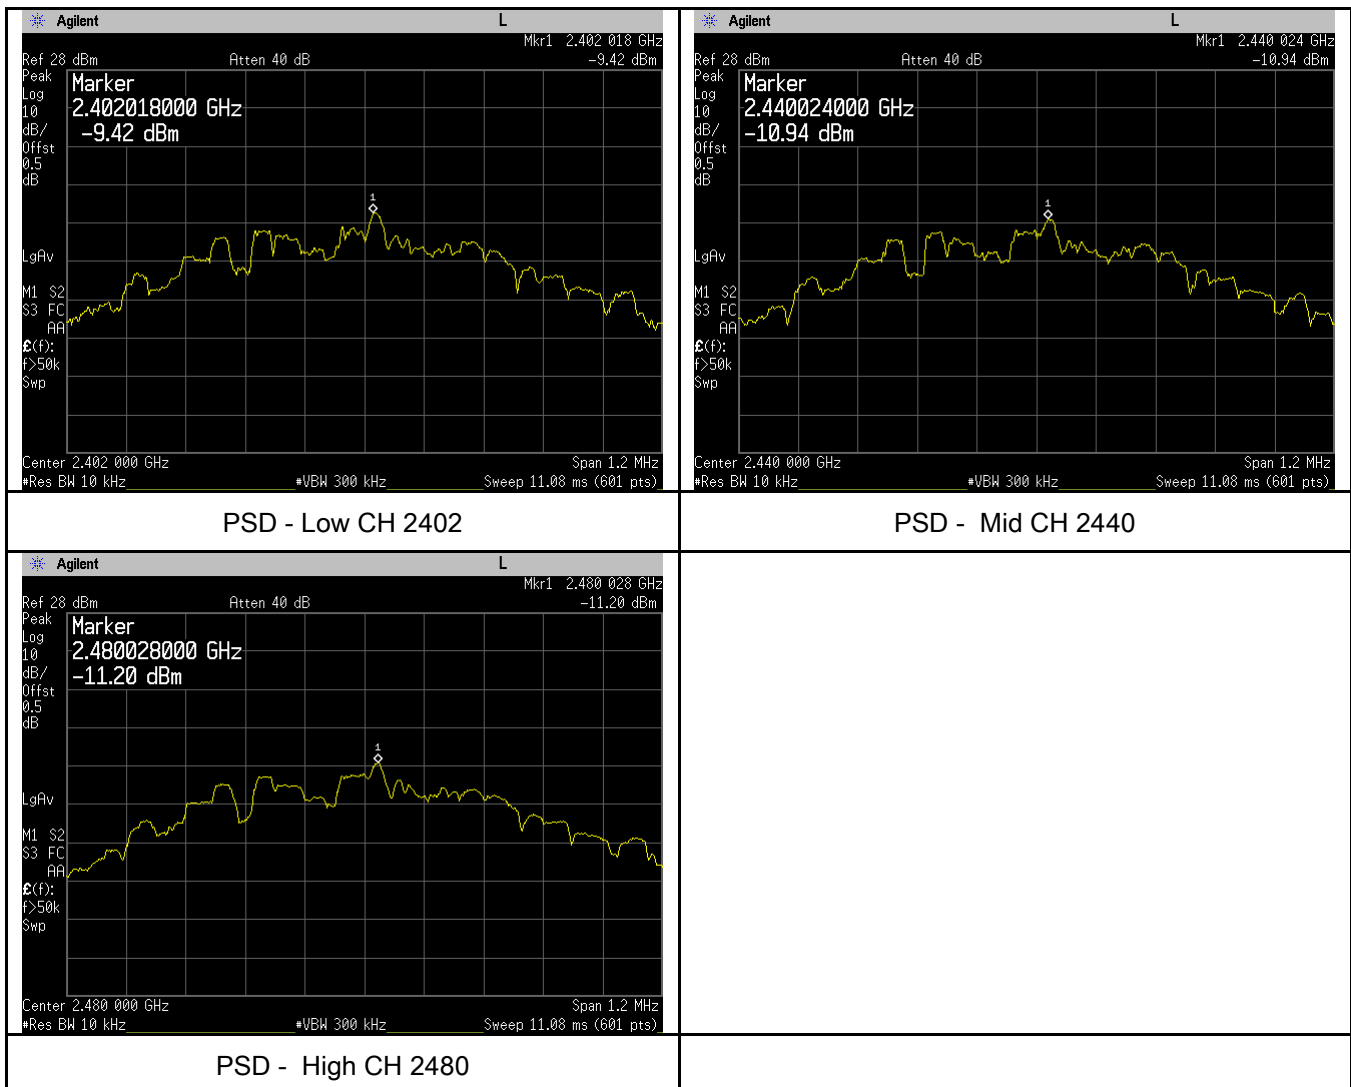 Agilent L
Mkr1 2.402 018 GHz
Ref 28 dBm Atten 40 dB -9.42 dBm
Peak
Log
10
dB/
Offst
0.5
dB
Marker
2.402018000 GHz
-9.42 dBm
1
LgAv
M1 S2
S3 FC
AA
£(f):
f>50k
Swp
Center 2.402 000 GHz Span 1.2 MHz
#Res BW 10 kHz #VBW 300 kHz Sweep 11.08 ms (601 pts)
PSD - Low CH 2402
Agilent L
Mkr1 2.440 024 GHz
Ref 28 dBm Atten 40 dB -10.94 dBm
Peak
Log
10
dB/
Offst
0.5
dB
Marker
2.440024000 GHz
-10.94 dBm
1
LgAv
M1 S2
S3 FC
AA
£(f):
f>50k
Swp
Center 2.440 000 GHz Span 1.2 MHz
#Res BW 10 kHz #VBW 300 kHz Sweep 11.08 ms (601 pts)
PSD - Mid CH 2440
Agilent L
Mkr1 2.480 028 GHz
Ref 28 dBm Atten 40 dB -11.20 dBm
Peak
Log
10
dB/
Offst
0.5
dB
Marker
2.480028000 GHz
-11.20 dBm
1
LgAv
M1 S2
S3 FC
AA
£(f):
f>50k
Swp
Center 2.480 000 GHz Span 1.2 MHz
#Res BW 10 kHz #VBW 300 kHz Sweep 11.08 ms (601 pts)
PSD - High CH 2480